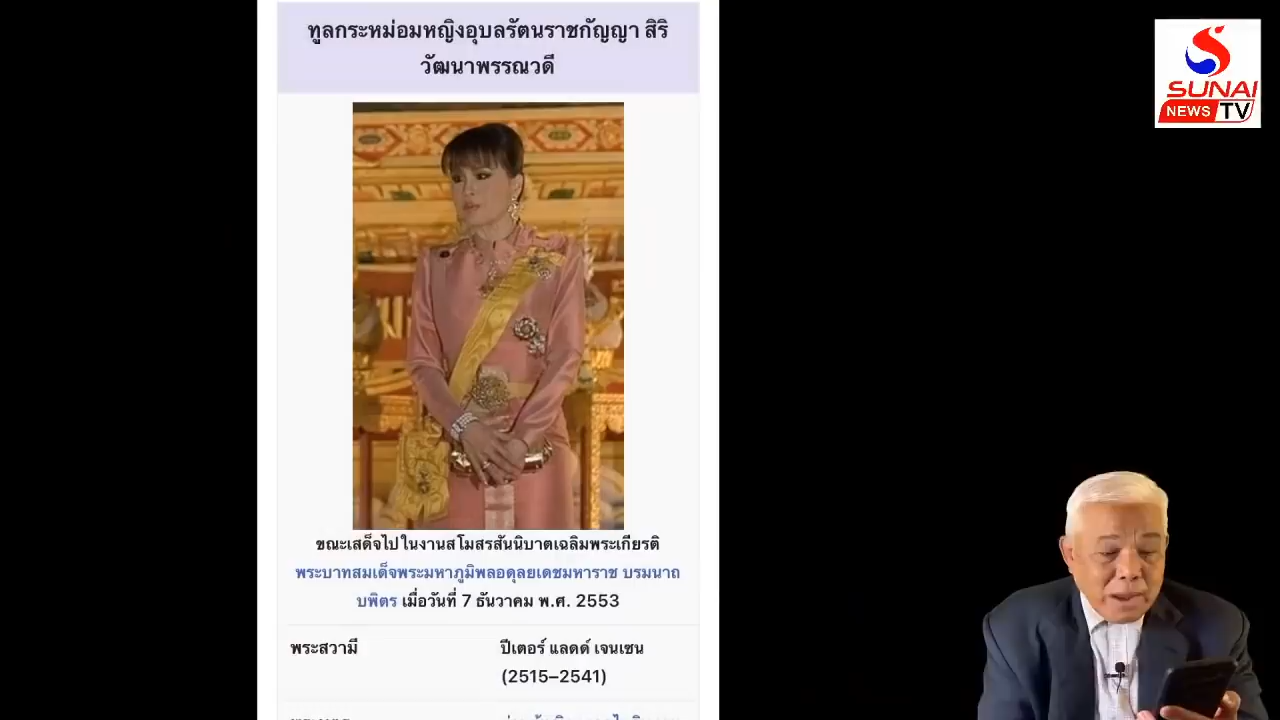 ทูลกระหม่อมหญิงอุบลรัตนราชกัญญา สิริ
วัฒนาพรรณวดี
SUNAI
NEWS TV
ขณะเสด็จไปในงานสโมสรสันนิบาตเฉลิมพระเกียรติ
พระบาทสมเด็จพระมหาภูมิพลอดุลยเดชมหาราช บรมนาถ
บพิตร เมื่อวันที่ 7 ธันวาคม พ.ศ. 2553
พระสวามี
ปีเตอร์ แลดด์ เจนเซน
(2515–2541)